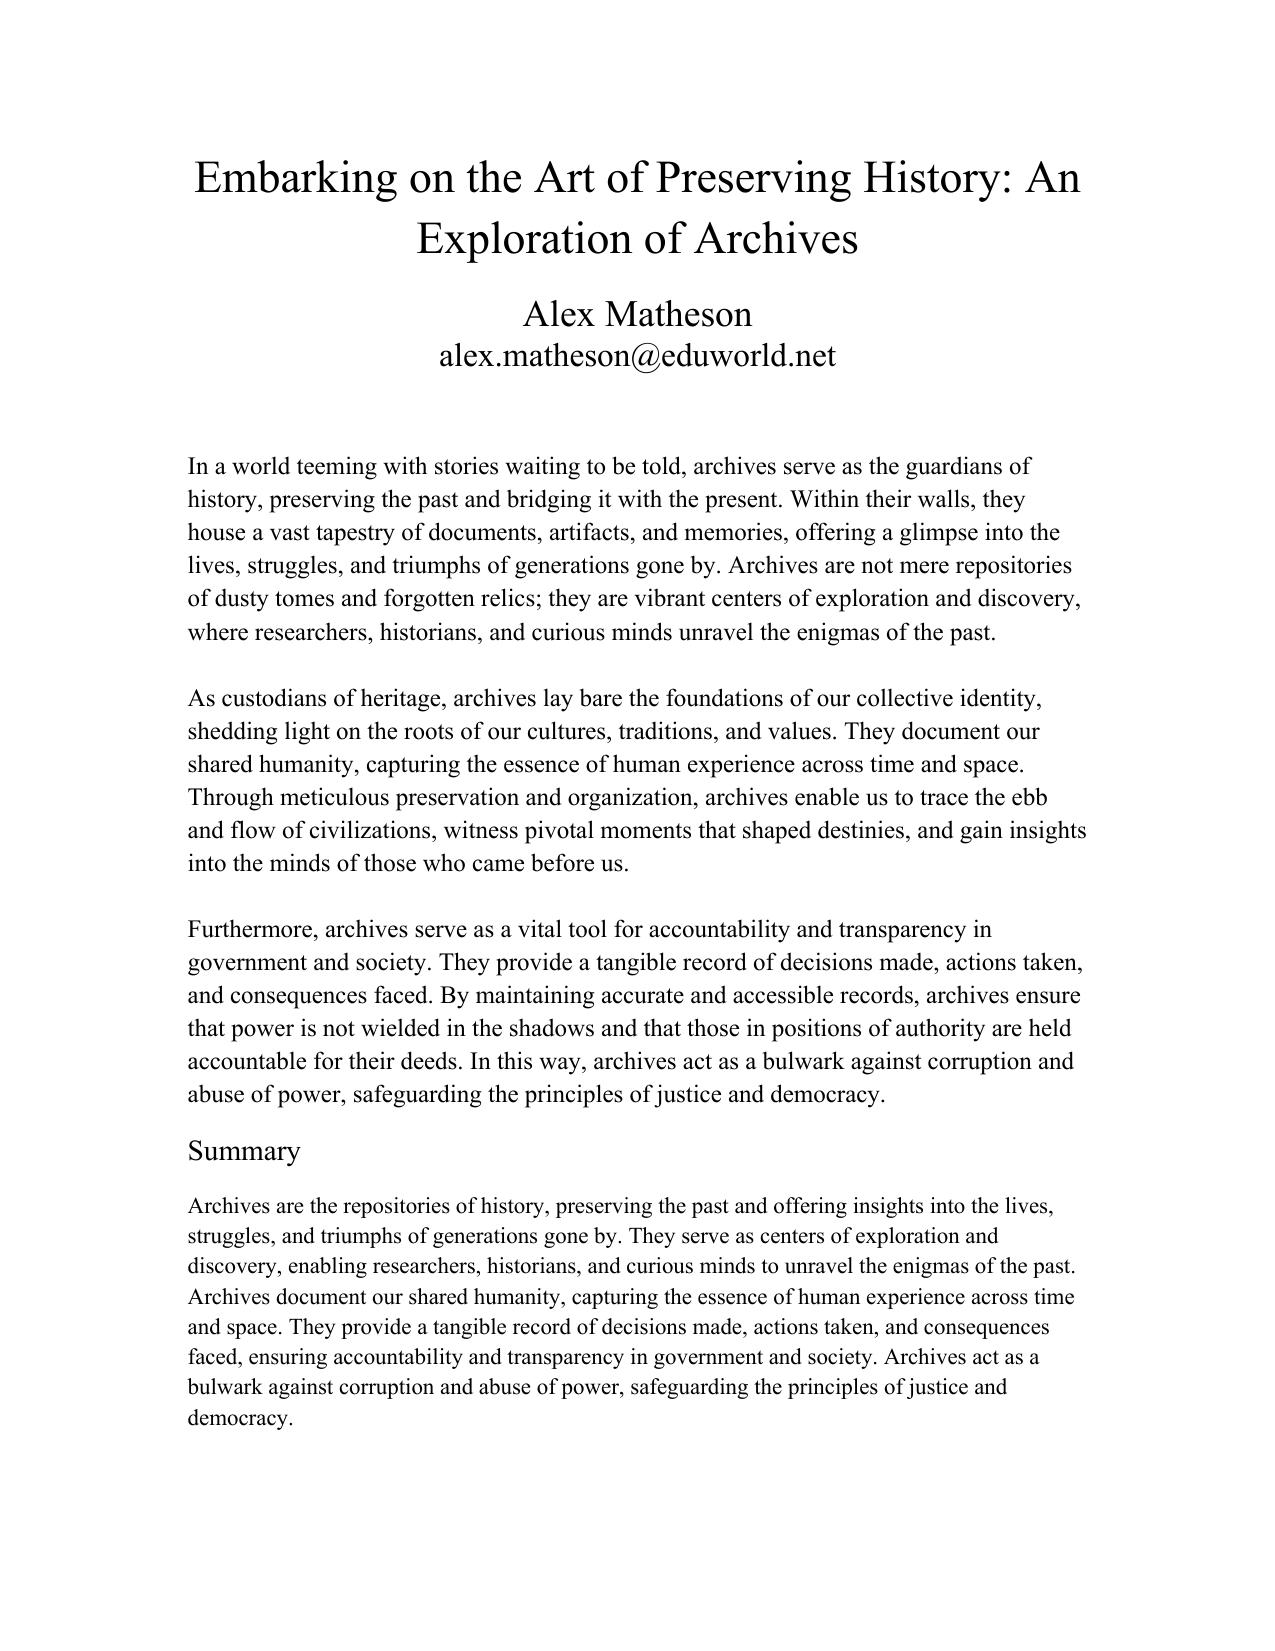 Embarking on the Art of Preserving History: An
Exploration of Archives
Alex Matheson
alex.matheson@eduworld.net
In a world teeming with stories waiting to be told, archives serve as the guardians of
history, preserving the past and bridging it with the present. Within their walls, they
house a vast tapestry of documents, artifacts, and memories, offering a glimpse into the
lives, struggles, and triumphs of generations gone by. Archives are not mere repositories
of dusty tomes and forgotten relics; they are vibrant centers of exploration and discovery,
where researchers, historians, and curious minds unravel the enigmas of the past.
As custodians of heritage, archives lay bare the foundations of our collective identity,
shedding light on the roots of our cultures, traditions, and values. They document our
shared humanity, capturing the essence of human experience across time and space.
Through meticulous preservation and organization, archives enable us to trace the ebb
and flow of civilizations, witness pivotal moments that shaped destinies, and gain insights
into the minds of those who came before us.
Furthermore, archives serve as a vital tool for accountability and transparency in
government and society. They provide a tangible record of decisions made, actions taken,
and consequences faced. By maintaining accurate and accessible records, archives ensure
that power is not wielded in the shadows and that those in positions of authority are held
accountable for their deeds. In this way, archives act as a bulwark against corruption and
abuse of power, safeguarding the principles of justice and democracy.
Summary
Archives are the repositories of history, preserving the past and offering insights into the lives,
struggles, and triumphs of generations gone by. They serve as centers of exploration and
discovery, enabling researchers, historians, and curious minds to unravel the enigmas of the past.
Archives document our shared humanity, capturing the essence of human experience across time
and space. They provide a tangible record of decisions made, actions taken, and consequences
faced, ensuring accountability and transparency in government and society. Archives act as a
bulwark against corruption and abuse of power, safeguarding the principles of justice and
democracy.